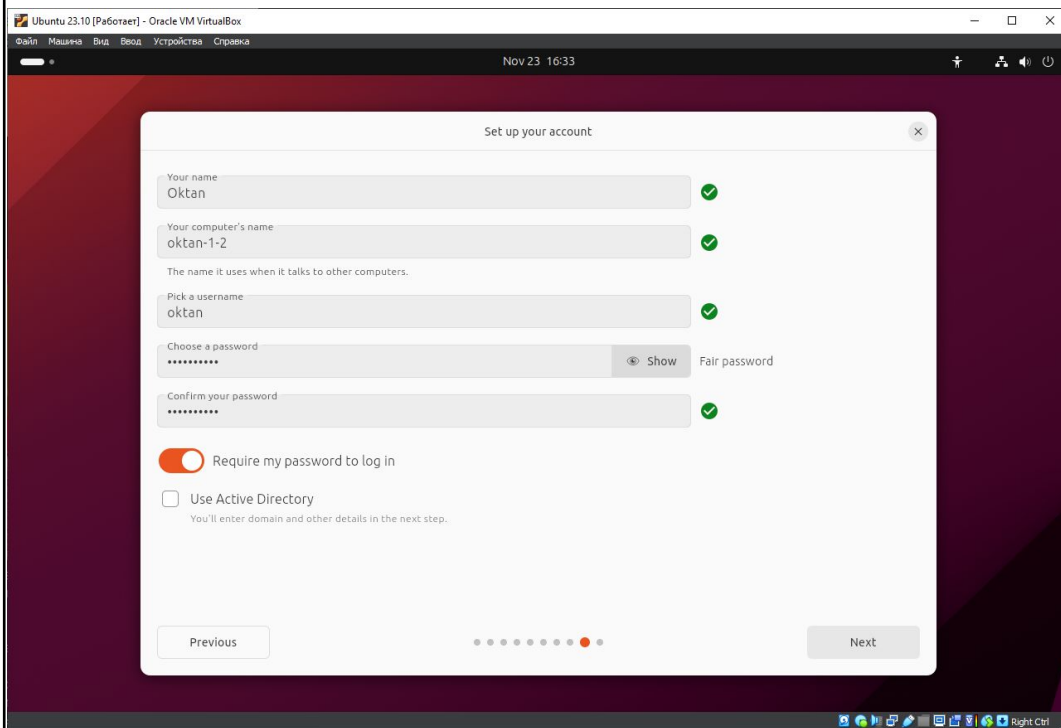 Ubuntu 23.10 [Работает] - Oracle VM VirtualBox
Файл Машина Вид Ввод Устройства Справка
Nov 23 16:33
Set up your account
Your name
Oktan
Your computer's name
oktan-1-2
The name it uses when it talks to other computers.
Pick a username
oktan
Choose a password
•••••••••• Show Fair password
Confirm your password
••••••••••
Require my password to log in
Use Active Directory
You'll enter domain and other details in the next step.
Previous Next
Right Ctrl